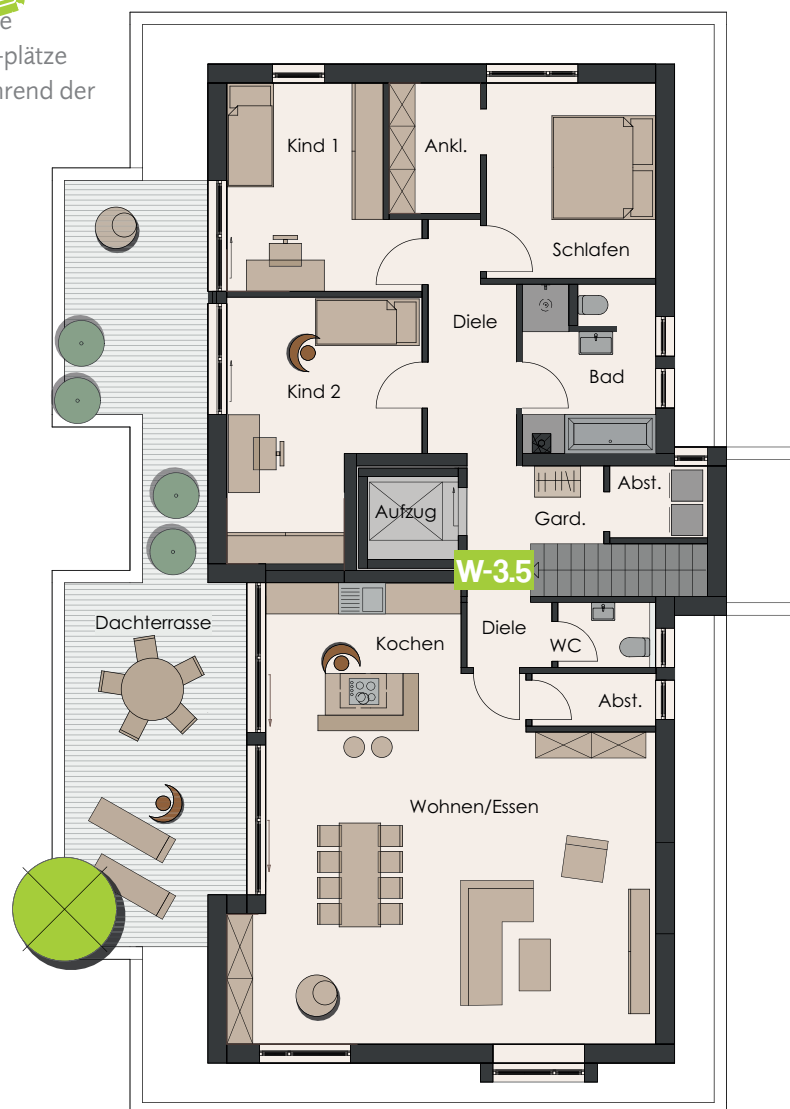 e
-plätze
rend der
Kind 1
Ankl.
Schlafen
Diele
Kind 2
Bad
Abst.
Aufzug
Gard.
W-3.5
Dachterrasse
Diele
Kochen
WC
Abst.
Wohnen/Essen